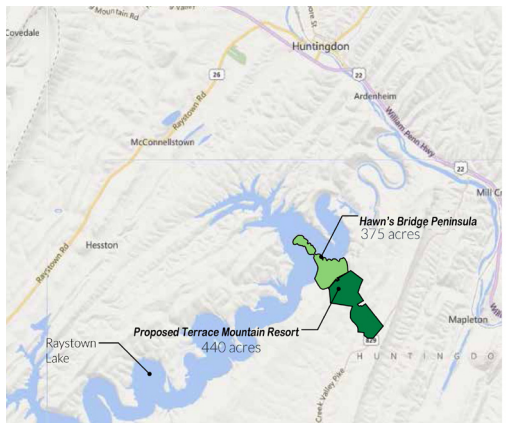 Covedale
Mountain Rd
Huntingdon
26
22
Ardenheim
Raystown Rd
William Penn Hwy
McConnellstown
22
Mill
Hawn's Bridge Peninsula
375 acres
Hesston
Raystown Rd
Proposed Terrace Mountain Resort
440 acres
Mapleton
Raystown
Lake
829
HUNTINGDO
Creek Valley Pike